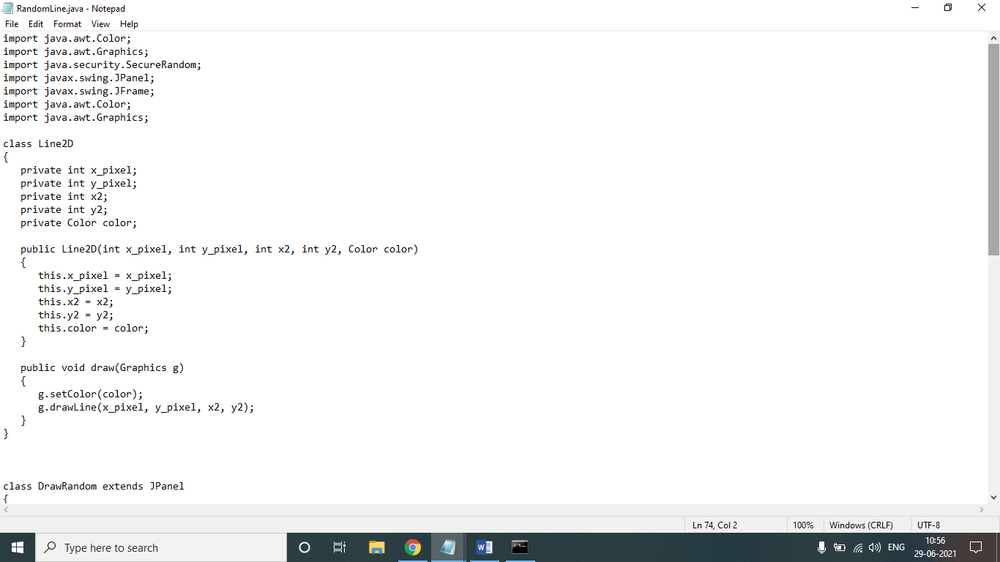 RandomLine.java - Notepad
File Edit Format View Help
import java.awt.Color;
import java.awt.Graphics;
import java.security.SecureRandom;
import javax.swing.JPanel;
import javax.swing.JFrame;
import java.awt.Color;
import java.awt.Graphics;

class Line2D
{
   private int x_pixel;
   private int y_pixel;
   private int x2;
   private int y2;
   private Color color;

   public Line2D(int x_pixel, int y_pixel, int x2, int y2, Color color)
   {
      this.x_pixel = x_pixel;
      this.y_pixel = y_pixel;
      this.x2 = x2;
      this.y2 = y2;
      this.color = color;
   }

   public void draw(Graphics g)
   {
      g.setColor(color);
      g.drawLine(x_pixel, y_pixel, x2, y2);
   }
}

class DrawRandom extends JPanel
{
Ln 74, Col 2 100% Windows (CRLF) UTF-8
Type here to search
ENG
10:56
29-06-2021